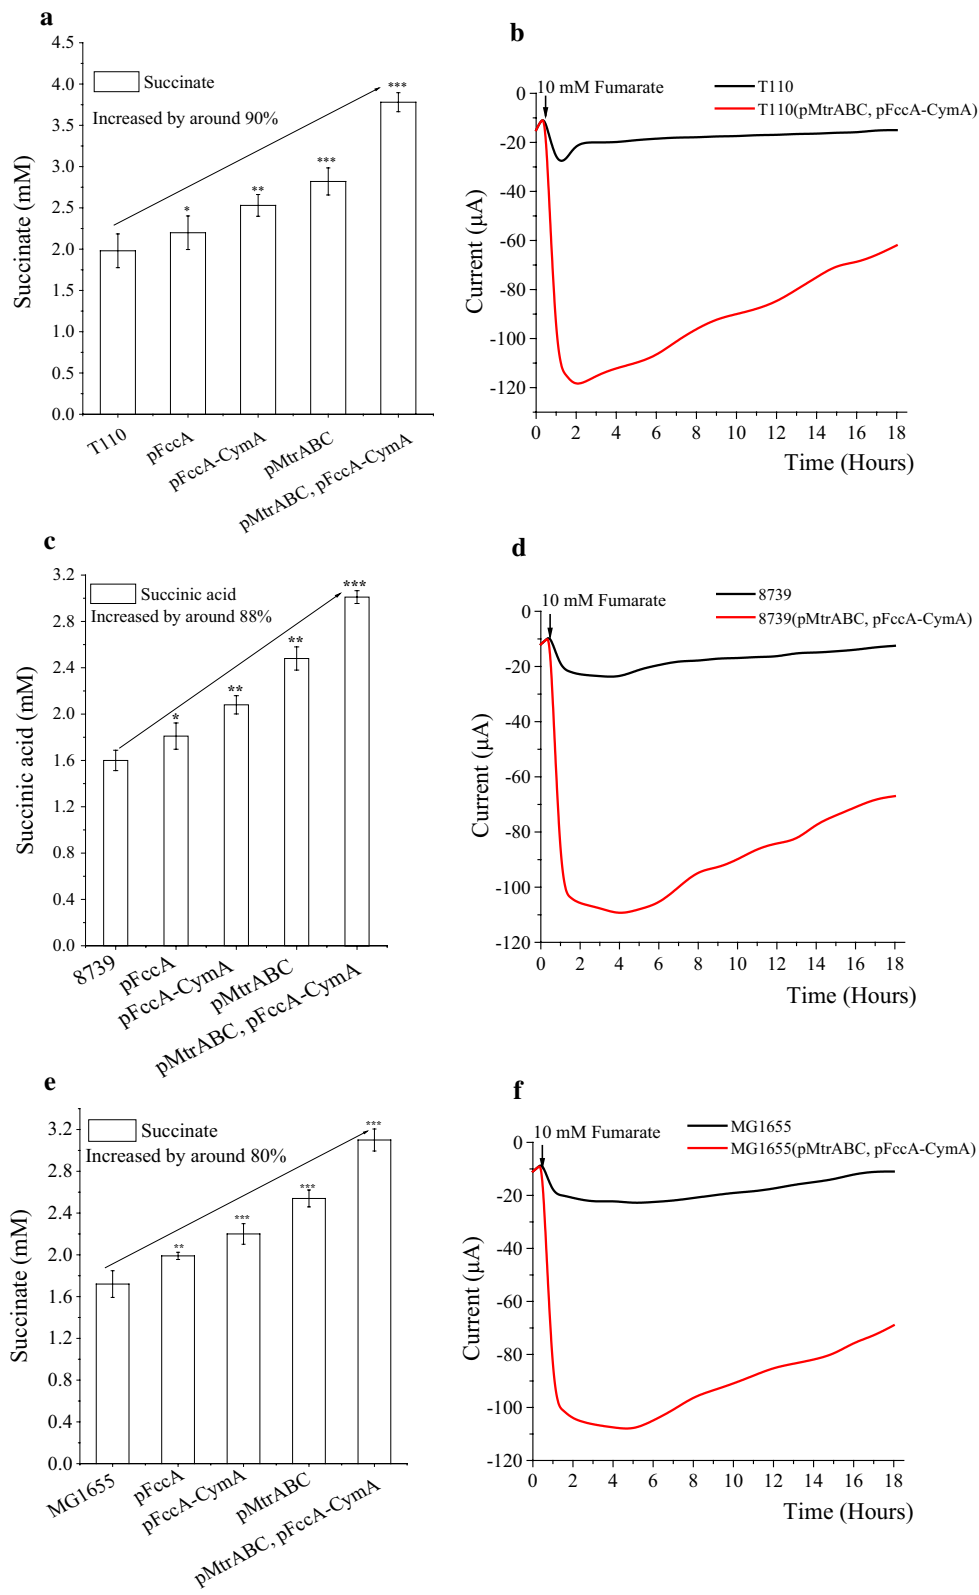 a
4.5
4.0
3.5
3.0
2.5
2.0
1.5
1.0
0.5
0.0
Succinate (mM)
Succinate
Increased by around 90%
*
**
***
***
T110
pFccA
pFccA-CymA
pMtrABC
pMtrABC, pFccA-CymA
b
10 mM Fumarate
T110
T110(pMtrABC, pFccA-CymA)
0
-20
-40
-60
-80
-100
-120
Current (μA)
0 2 4 6 8 10 12 14 16 18
Time (Hours)
c
3.2
2.8
2.4
2.0
1.6
1.2
0.8
0.4
0.0
Succinic acid (mM)
Succinic acid
Increased by around 88%
*
**
**
***
8739
pFccA
pFccA-CymA
pMtrABC
pMtrABC, pFccA-CymA
d
10 mM Fumarate
8739
8739(pMtrABC, pFccA-CymA)
0
-20
-40
-60
-80
-100
-120
Current (μA)
0 2 4 6 8 10 12 14 16 18
Time (Hours)
e
3.2
2.8
2.4
2.0
1.6
1.2
0.8
0.4
0.0
Succinate (mM)
Succinate
Increased by around 80%
**
***
***
***
MG1655
pFccA
pFccA-CymA
pMtrABC
pMtrABC, pFccA-CymA
f
10 mM Fumarate
MG1655
MG1655(pMtrABC, pFccA-CymA)
0
-20
-40
-60
-80
-100
-120
Current (μA)
0 2 4 6 8 10 12 14 16 18
Time (Hours)